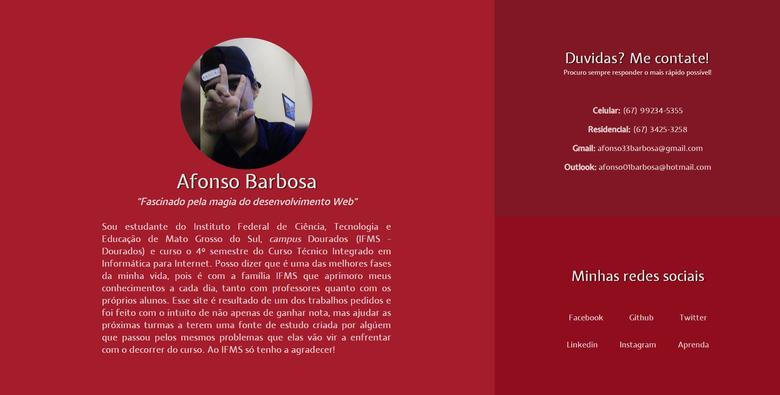 Afonso Barbosa
"Fascinado pela magia do desenvolvimento Web"
Sou estudante do Instituto Federal de Ciência, Tecnologia e
Educação de Mato Grosso do Sul, campus Dourados (IFMS -
Dourados) e curso o 4º semestre do Curso Técnico Integrado em
Informática para Internet. Posso dizer que é uma das melhores fases
da minha vida, pois é com a família IFMS que aprimoro meus
conhecimentos a cada dia, tanto com professores quanto com os
próprios alunos. Esse site é resultado de um dos trabalhos pedidos e
foi feito com o intuito de não apenas de ganhar nota, mas ajudar as
próximas turmas a terem uma fonte de estudo criada por algúem
que passou pelos mesmos problemas que elas vão vir a enfrentar
com o decorrer do curso. Ao IFMS só tenho a agradecer!
Duvidas? Me contate!
Procuro sempre responder o mais rápido possível!
Celular: (67) 99234-5355
Residencial: (67) 3425-3258
Gmail: afonso33barbosa@gmail.com
Outlook: afonso01barbosa@hotmail.com
Minhas redes sociais
Facebook Github Twitter
Linkedin Instagram Aprenda